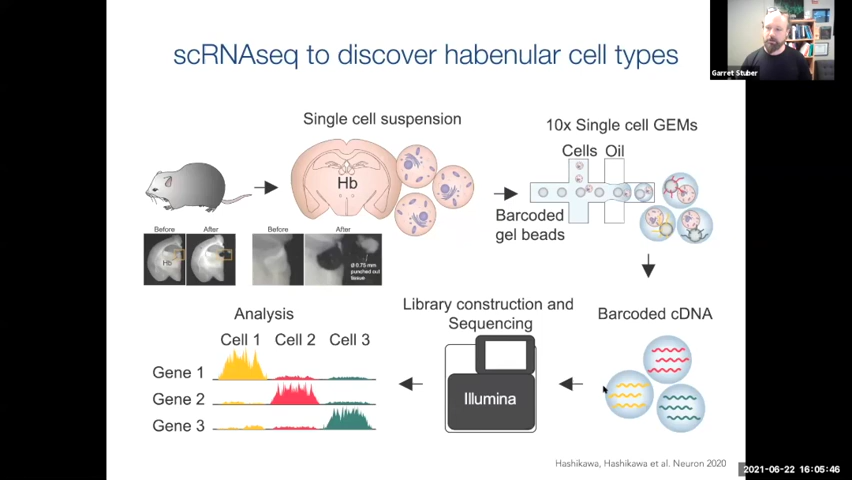 scRNAseq to discover habenular cell types
Garret Stuber
Single cell suspension
10x Single cell GEMs
Cells Oil
Hb
Barcoded
gel beads
Before After
Before After
Hb
Ø 0.75 mm
punched out
tissue
Analysis
Library construction and
Sequencing
Barcoded cDNA
Cell 1 Cell 2 Cell 3
Gene 1
Gene 2
Gene 3
Illumina
Hashikawa, Hashikawa et al. Neuron 2020
2021-06-22 16:05:46